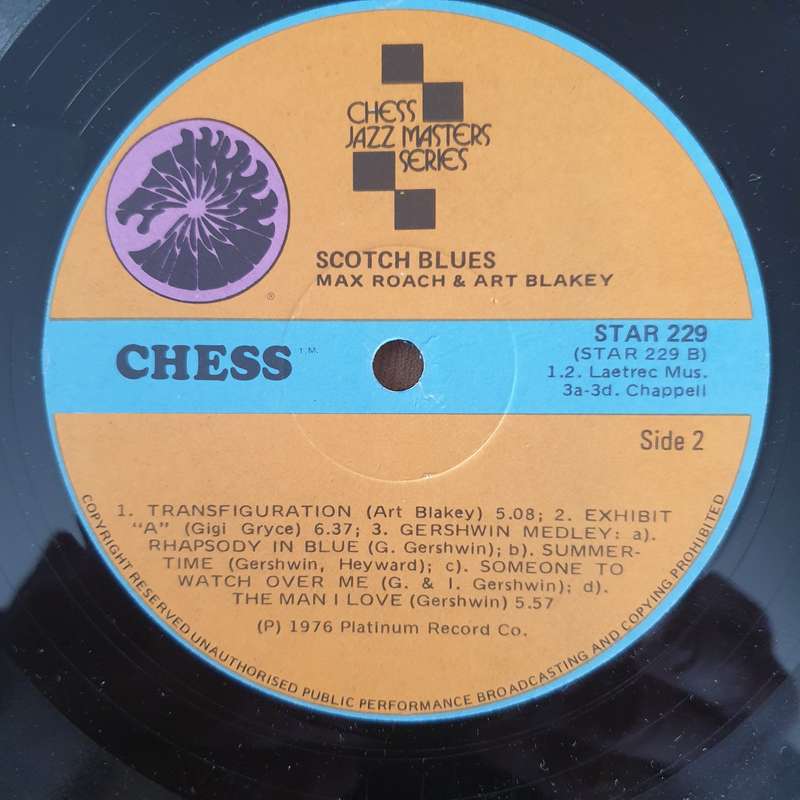 CHESS
JAZZ MASTERS
SERIES
®
SCOTCH BLUES
MAX ROACH & ART BLAKEY
CHESS T.M.
STAR 229
(STAR 229 B)
1.2. Laetrec Mus.
3a-3d. Chappell
Side 2
1. TRANSFIGURATION (Art Blakey) 5.08; 2. EXHIBIT
"A" (Gigi Gryce) 6.37; 3. GERSHWIN MEDLEY: a).
RHAPSODY IN BLUE (G. Gershwin); b). SUMMER-
TIME (Gershwin, Heyward); c). SOMEONE TO
WATCH OVER ME (G. & I. Gershwin); d).
THE MAN I LOVE (Gershwin) 5.57
(P) 1976 Platinum Record Co.
COPYRIGHT RESERVED UNAUTHORISED PUBLIC PERFORMANCE BROADCASTING AND COPYING PROHIBITED